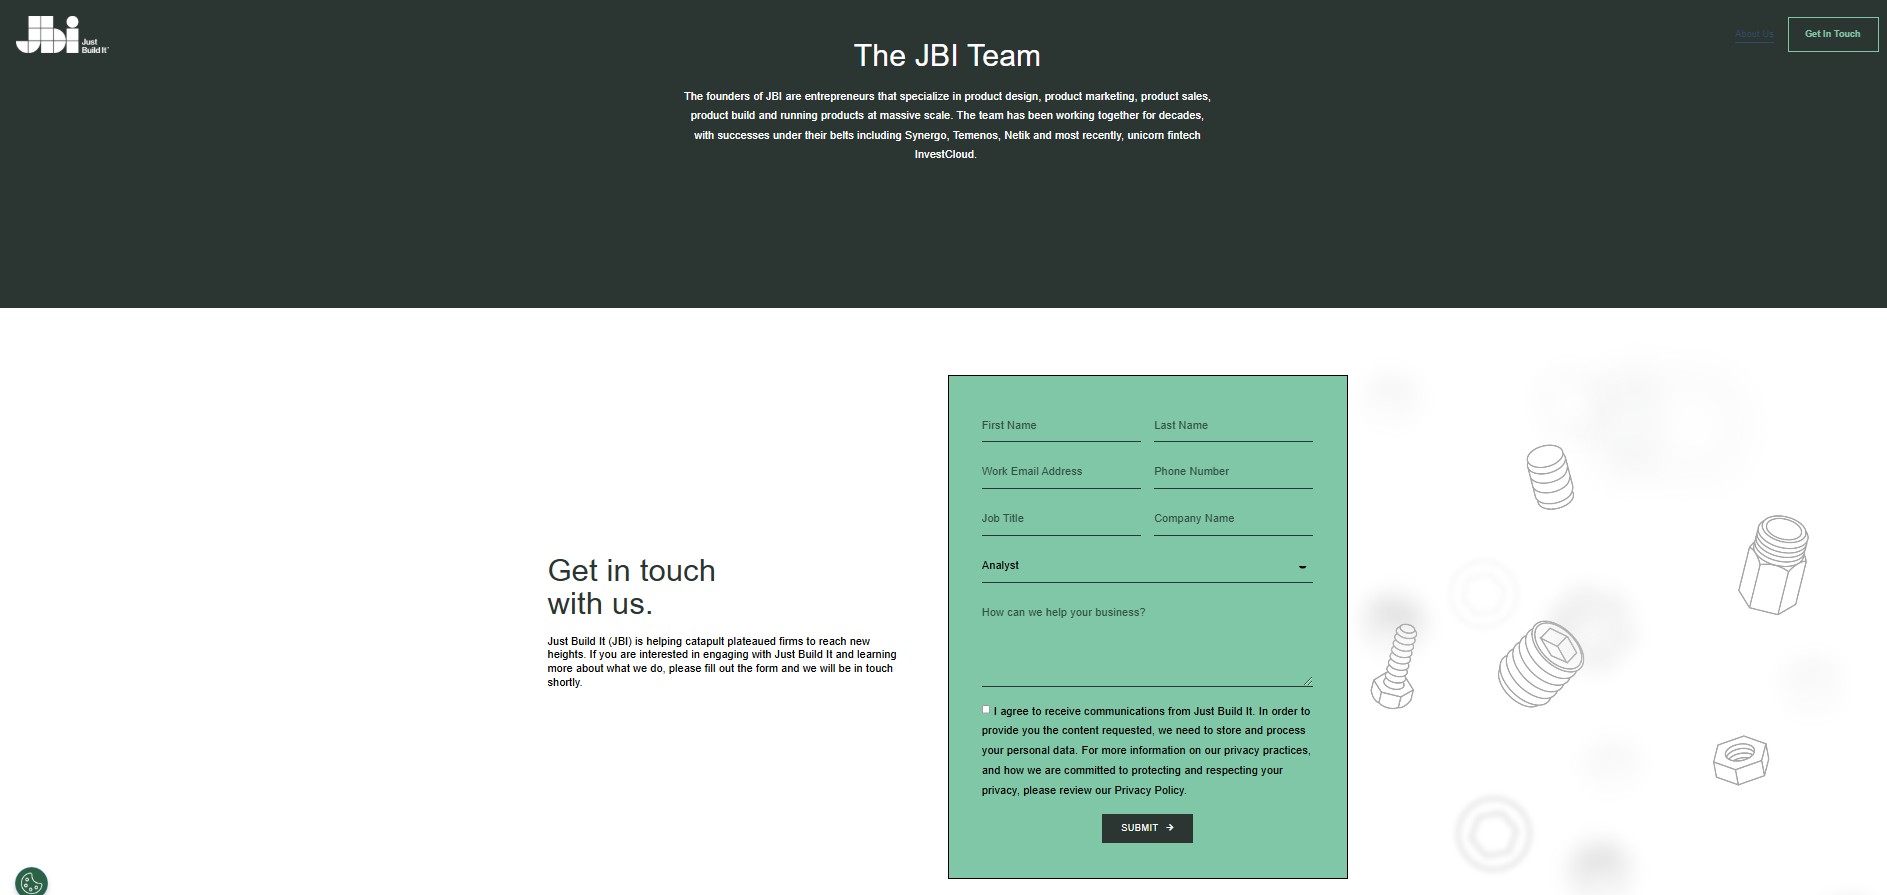 Jbi Just
Build It™
About Us
Get In Touch
The JBI Team
The founders of JBI are entrepreneurs that specialize in product design, product marketing, product sales,
product build and running products at massive scale. The team has been working together for decades,
with successes under their belts including Synergo, Temenos, Netik and most recently, unicorn fintech
InvestCloud.
Get in touch
with us.
Just Build It (JBI) is helping catapult plateaued firms to reach new
heights. If you are interested in engaging with Just Build It and learning
more about what we do, please fill out the form and we will be in touch
shortly.
First Name
Last Name
Work Email Address
Phone Number
Job Title
Company Name
Analyst
How can we help your business?
I agree to receive communications from Just Build It. In order to
provide you the content requested, we need to store and process
your personal data. For more information on our privacy practices,
and how we are committed to protecting and respecting your
privacy, please review our Privacy Policy.
SUBMIT